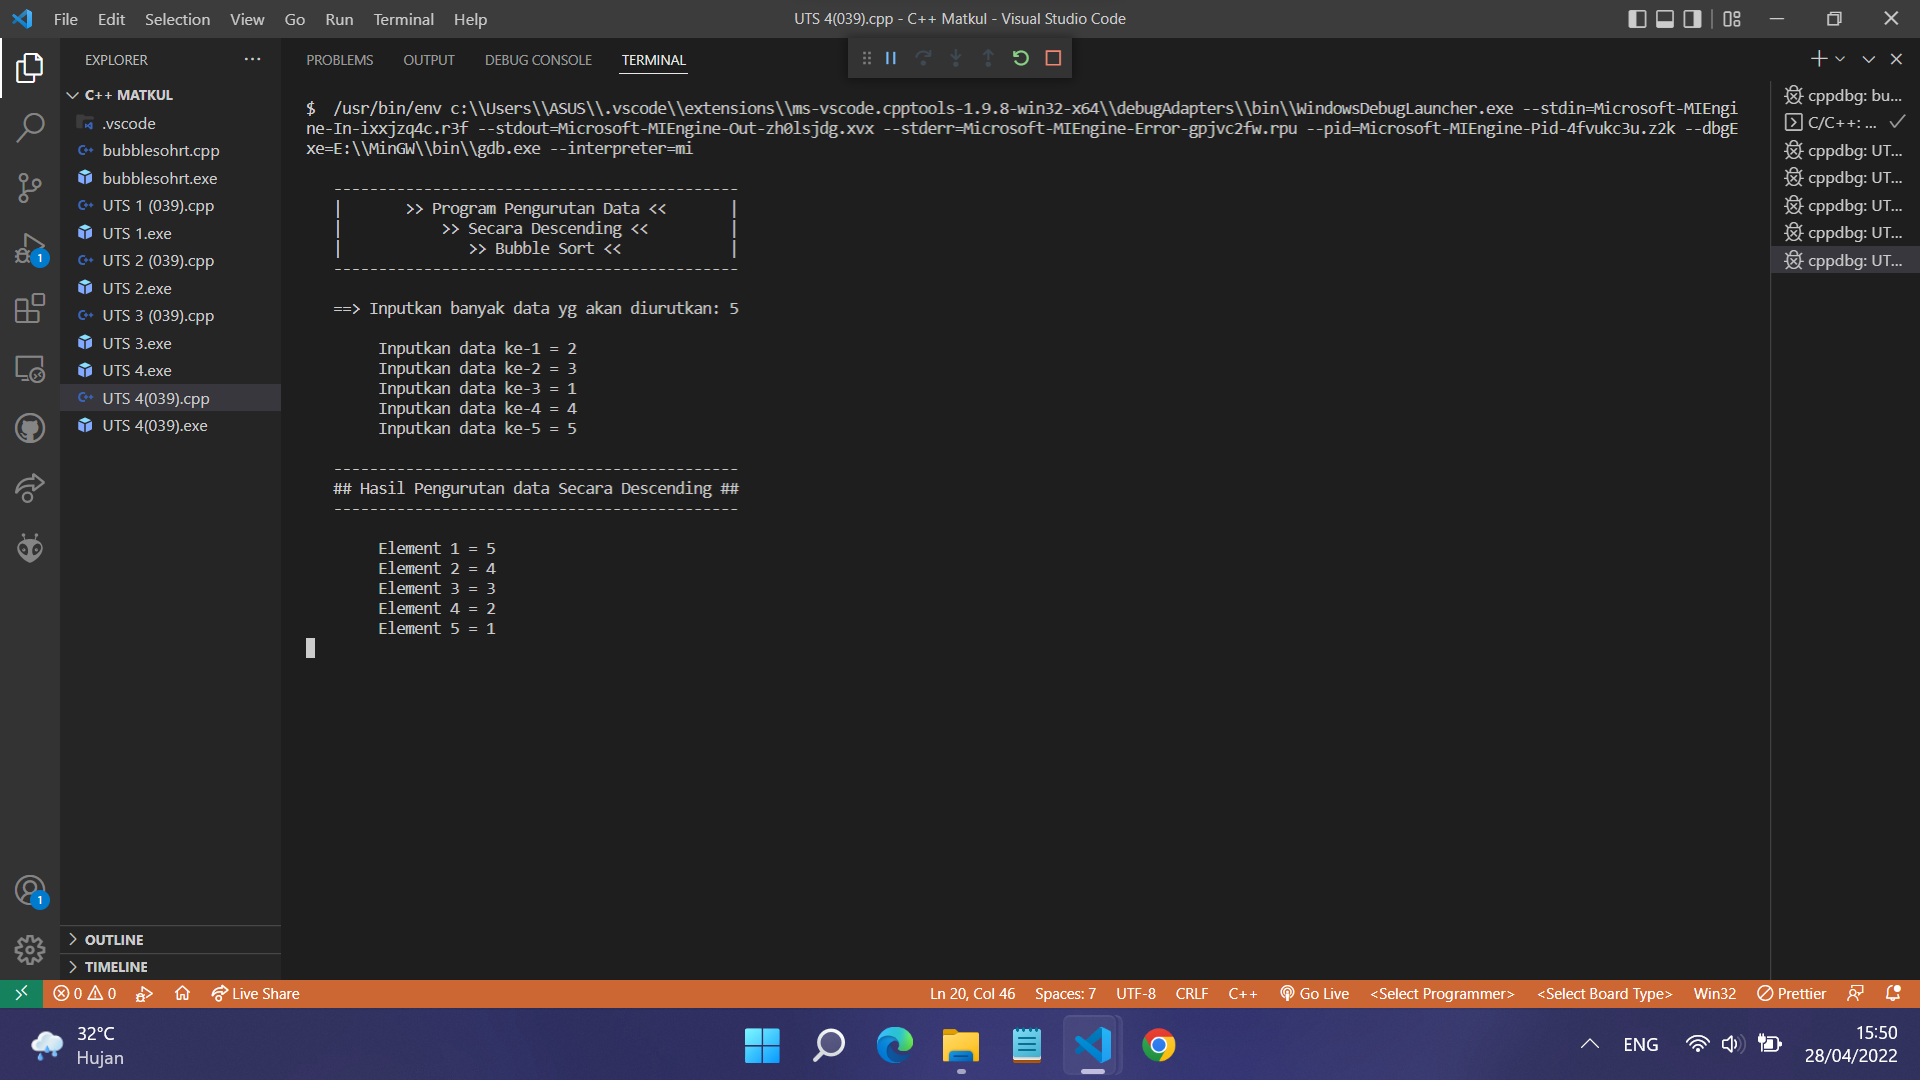 File Edit Selection View Go Run Terminal Help
UTS 4(039).cpp - C++ Matkul - Visual Studio Code
EXPLORER
C++ MATKUL
.vscode
bubblesohrt.cpp
bubblesohrt.exe
UTS 1 (039).cpp
UTS 1.exe
UTS 2 (039).cpp
UTS 2.exe
UTS 3 (039).cpp
UTS 3.exe
UTS 4.exe
UTS 4(039).cpp
UTS 4(039).exe
OUTLINE
TIMELINE
1
1
PROBLEMS OUTPUT DEBUG CONSOLE TERMINAL
$  /usr/bin/env c:\\Users\\ASUS\\.vscode\\extensions\\ms-vscode.cpptools-1.9.8-win32-x64\\debugAdapters\\bin\\WindowsDebugLauncher.exe --stdin=Microsoft-MIEngi
ne-In-ixxjzq4c.r3f --stdout=Microsoft-MIEngine-Out-zh0lsjdg.xvx --stderr=Microsoft-MIEngine-Error-gpjvc2fw.rpu --pid=Microsoft-MIEngine-Pid-4fvukc3u.z2k --dbgE
xe=E:\\MinGW\\bin\\gdb.exe --interpreter=mi
---------------------------------------------
|       >> Program Pengurutan Data <<       |
|           >> Secara Descending <<         |
|              >> Bubble Sort <<            |
---------------------------------------------
==> Inputkan banyak data yg akan diurutkan: 5
Inputkan data ke-1 = 2
Inputkan data ke-2 = 3
Inputkan data ke-3 = 1
Inputkan data ke-4 = 4
Inputkan data ke-5 = 5
---------------------------------------------
## Hasil Pengurutan data Secara Descending ##
---------------------------------------------
Element 1 = 5
Element 2 = 4
Element 3 = 3
Element 4 = 2
Element 5 = 1
cppdbg: bu...
C/C++: ...
cppdbg: UT...
cppdbg: UT...
cppdbg: UT...
cppdbg: UT...
cppdbg: UT...
0 0 Live Share
Ln 20, Col 46 Spaces: 7 UTF-8 CRLF C++ Go Live <Select Programmer> <Select Board Type> Win32 Prettier
32°C
Hujan
ENG
15:50
28/04/2022